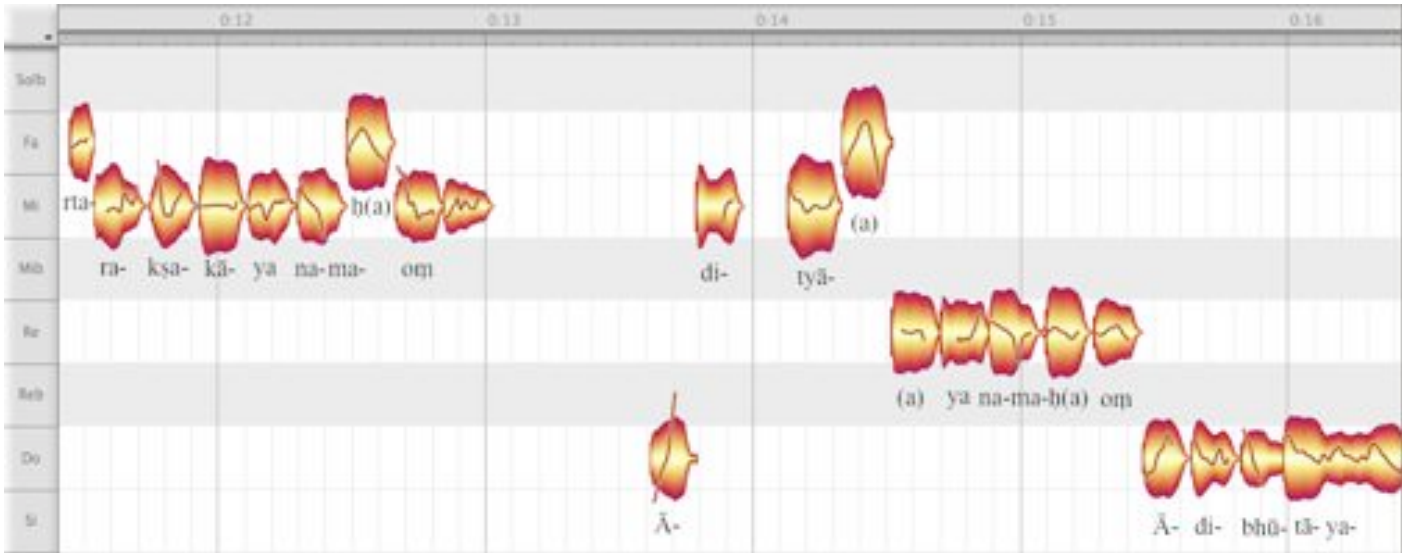 0:12 0:13 0:14 0:15 0:16
Solb
Fa
Mi
Mib
Re
Reb
Do
Si
rta- ḥ(a) (a)
ra- kṣa- kā- ya na-ma- oṃ di- tyā-
(a) ya na-ma-ḥ(a) oṃ
Ā- Ā- di- bhū- tā- ya-